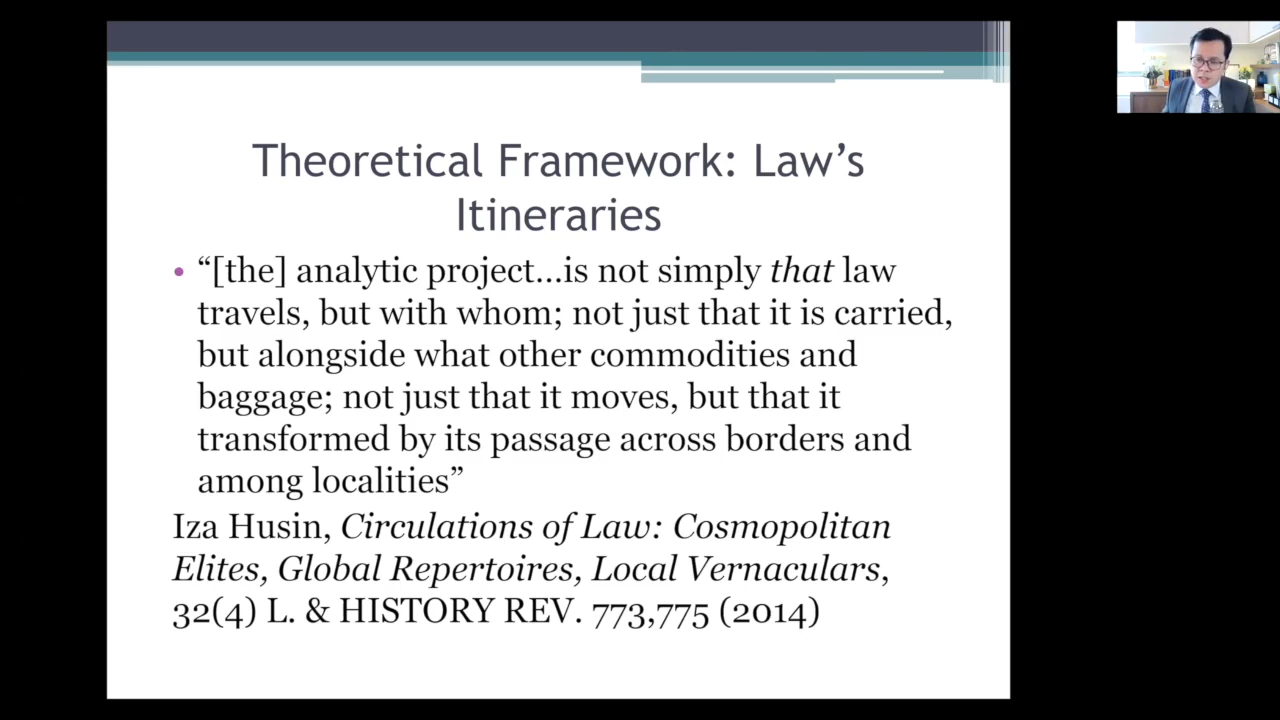 Theoretical Framework: Law’s
Itineraries
• “[the] analytic project…is not simply that law
travels, but with whom; not just that it is carried,
but alongside what other commodities and
baggage; not just that it moves, but that it
transformed by its passage across borders and
among localities”
Iza Husin, Circulations of Law: Cosmopolitan
Elites, Global Repertoires, Local Vernaculars,
32(4) L. & HISTORY REV. 773,775 (2014)